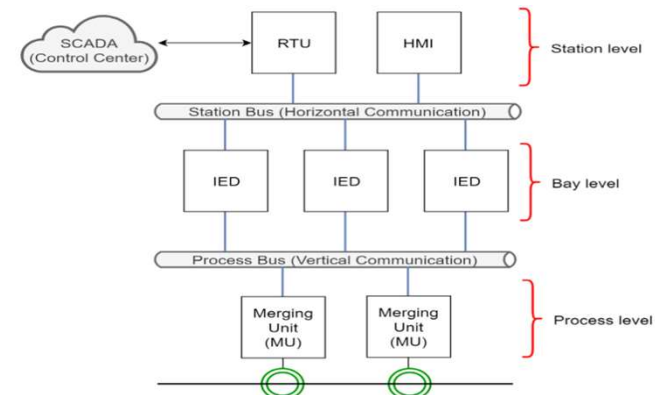 SCADA
(Control Center)
RTU
HMI
Station level
Station Bus (Horizontal Communication)
IED
IED
IED
Bay level
Process Bus (Vertical Communication)
Merging
Unit
(MU)
Merging
Unit
(MU)
Process level